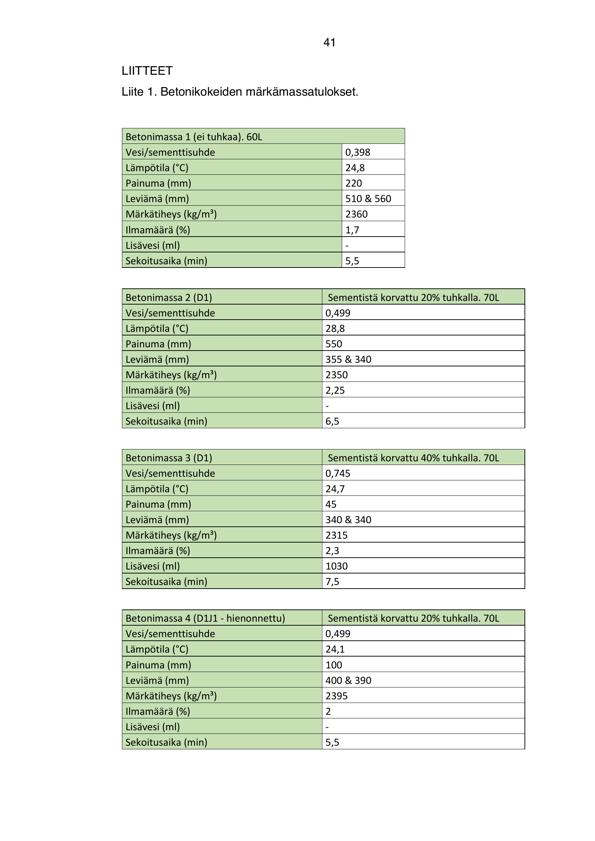 41
LIITTEET
Liite 1. Betonikokeiden märkämassatulokset.
Betonimassa 1 (ei tuhkaa). 60L
Vesi/sementtisuhde 0,398
Lämpötila (°C) 24,8
Painuma (mm) 220
Leviämä (mm) 510 & 560
Märkätiheys (kg/m³) 2360
Ilmamäärä (%) 1,7
Lisävesi (ml) -
Sekoitusaika (min) 5,5
Betonimassa 2 (D1) Sementistä korvattu 20% tuhkalla. 70L
Vesi/sementtisuhde 0,499
Lämpötila (°C) 28,8
Painuma (mm) 550
Leviämä (mm) 355 & 340
Märkätiheys (kg/m³) 2350
Ilmamäärä (%) 2,25
Lisävesi (ml) -
Sekoitusaika (min) 6,5
Betonimassa 3 (D1) Sementistä korvattu 40% tuhkalla. 70L
Vesi/sementtisuhde 0,745
Lämpötila (°C) 24,7
Painuma (mm) 45
Leviämä (mm) 340 & 340
Märkätiheys (kg/m³) 2315
Ilmamäärä (%) 2,3
Lisävesi (ml) 1030
Sekoitusaika (min) 7,5
Betonimassa 4 (D1J1 - hienonnettu) Sementistä korvattu 20% tuhkalla. 70L
Vesi/sementtisuhde 0,499
Lämpötila (°C) 24,1
Painuma (mm) 100
Leviämä (mm) 400 & 390
Märkätiheys (kg/m³) 2395
Ilmamäärä (%) 2
Lisävesi (ml) -
Sekoitusaika (min) 5,5